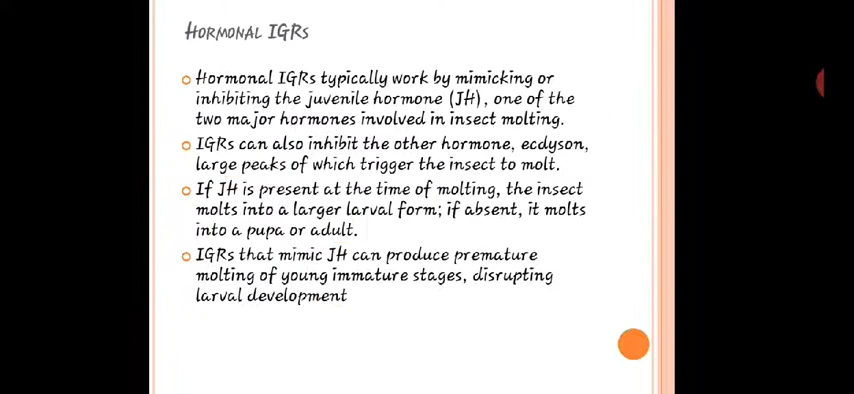 HORMONAL IGRS
Hormonal IGRs typically work by mimicking or
inhibiting the juvenile hormone (JH), one of the
two major hormones involved in insect molting.
IGRs can also inhibit the other hormone, ecdyson,
large peaks of which trigger the insect to molt.
If JH is present at the time of molting, the insect
molts into a larger larval form; if absent, it molts
into a pupa or adult.
IGRs that mimic JH can produce premature
molting of young immature stages, disrupting
larval development